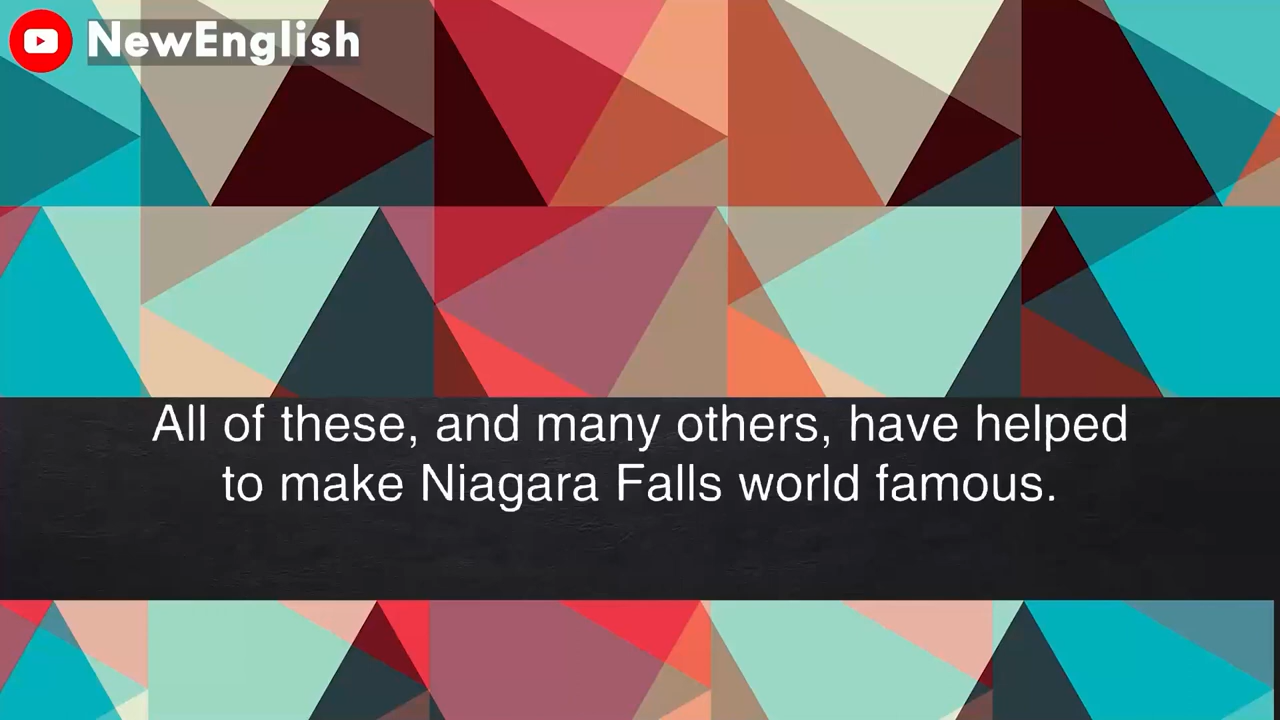 NewEnglish
All of these, and many others, have helped
to make Niagara Falls world famous.